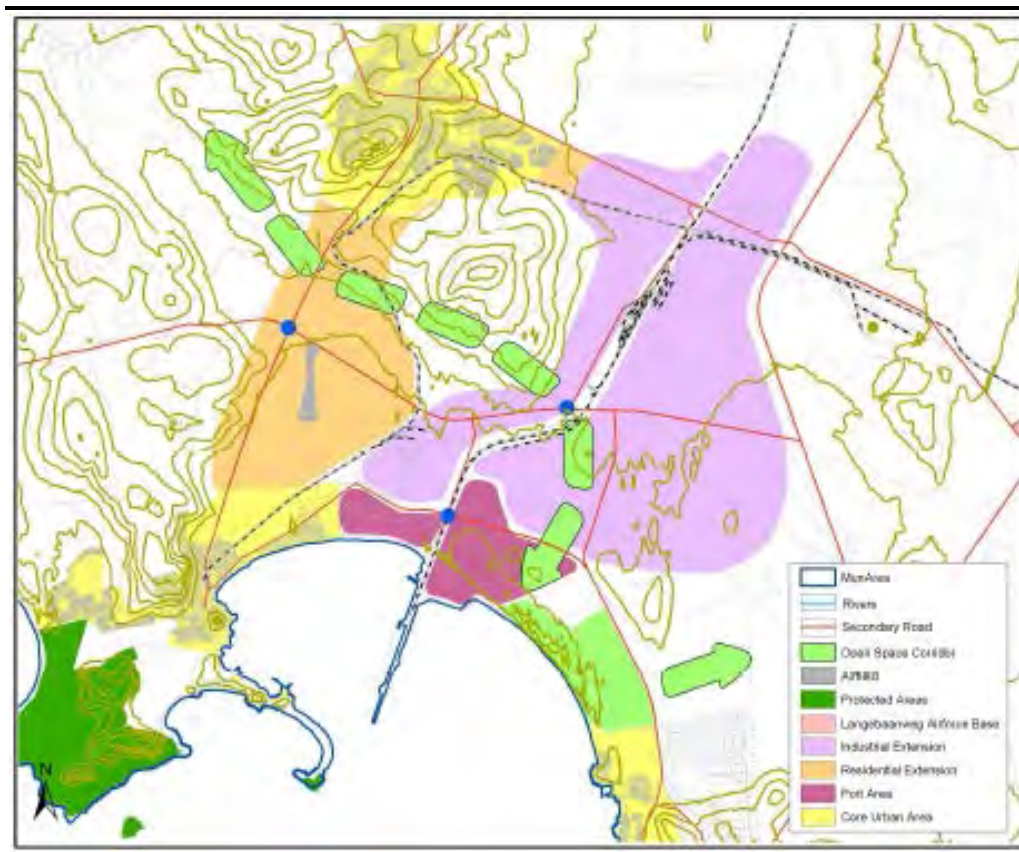 MunArea
Rivers
Secondary Road
Open Space Corridor
Airfield
Protected Areas
Langebaanweg Airforce Base
Industrial Extension
Residential Extension
Port Area
Core Urban Area
N